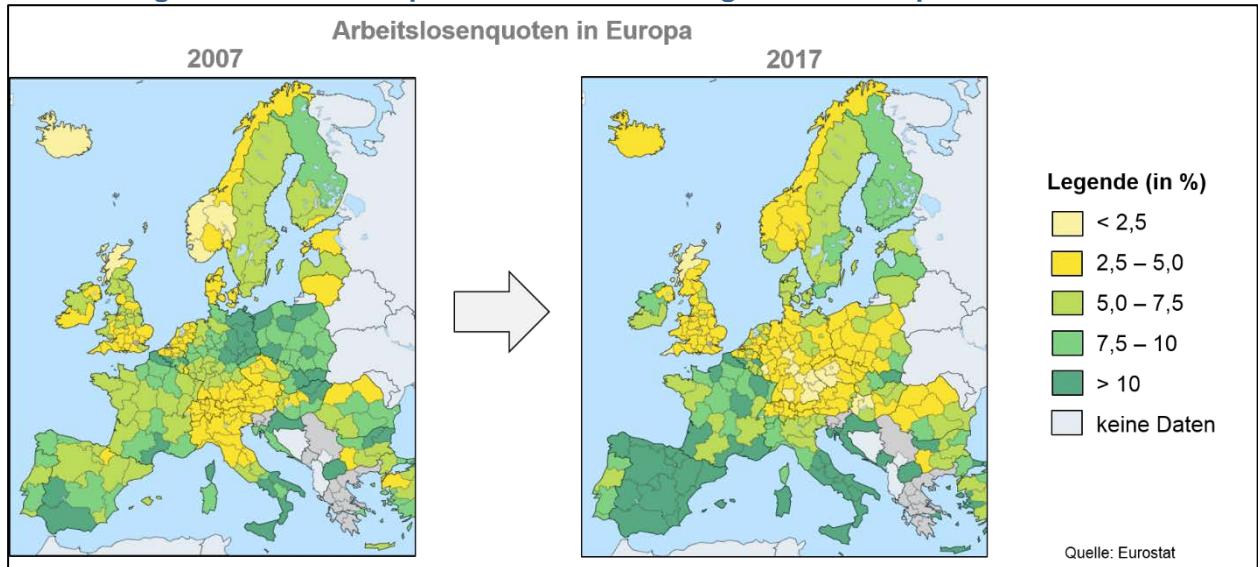 Arbeitslosenquoten in Europa
2007
2017
Legende (in %)
< 2,5
2,5 – 5,0
5,0 – 7,5
7,5 – 10
> 10
keine Daten
Quelle: Eurostat